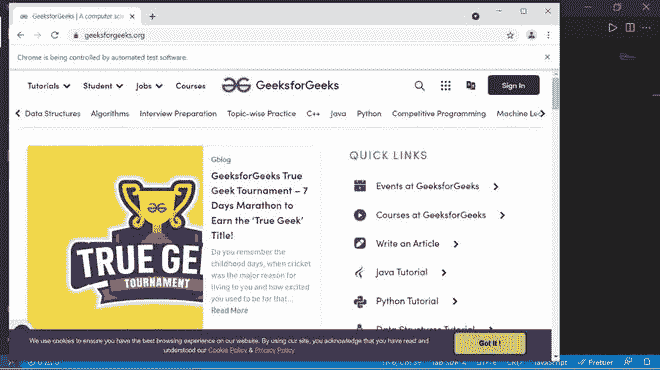 GeeksforGeeks | A computer sci
geeksforgeeks.org
Chrome is being controlled by automated test software.
Tutorials Student Jobs Courses GeeksforGeeks Sign In
Data Structures Algorithms Interview Preparation Topic-wise Practice C++ Java Python Competitive Programming Machine Le
Gblog
GeeksforGeeks True
Geek Tournament – 7
Days Marathon to
Earn the ‘True Geek’
Title!
Do you remember the
childhood days, when cricket
was the major reason for
living to you and how excited
you used to be for that...
Read More
TRUE GE
TOURNAMENT
QUICK LINKS
Events at GeeksforGeeks
Courses at GeeksforGeeks
Write an Article
Java Tutorial
Python Tutorial
Data Structures Tutorial
We use cookies to ensure you have the best browsing experience on our website. By using our site, you acknowledge that you have read and
understood our Cookie Policy & Privacy Policy
Got It !
JavaScript Prettier